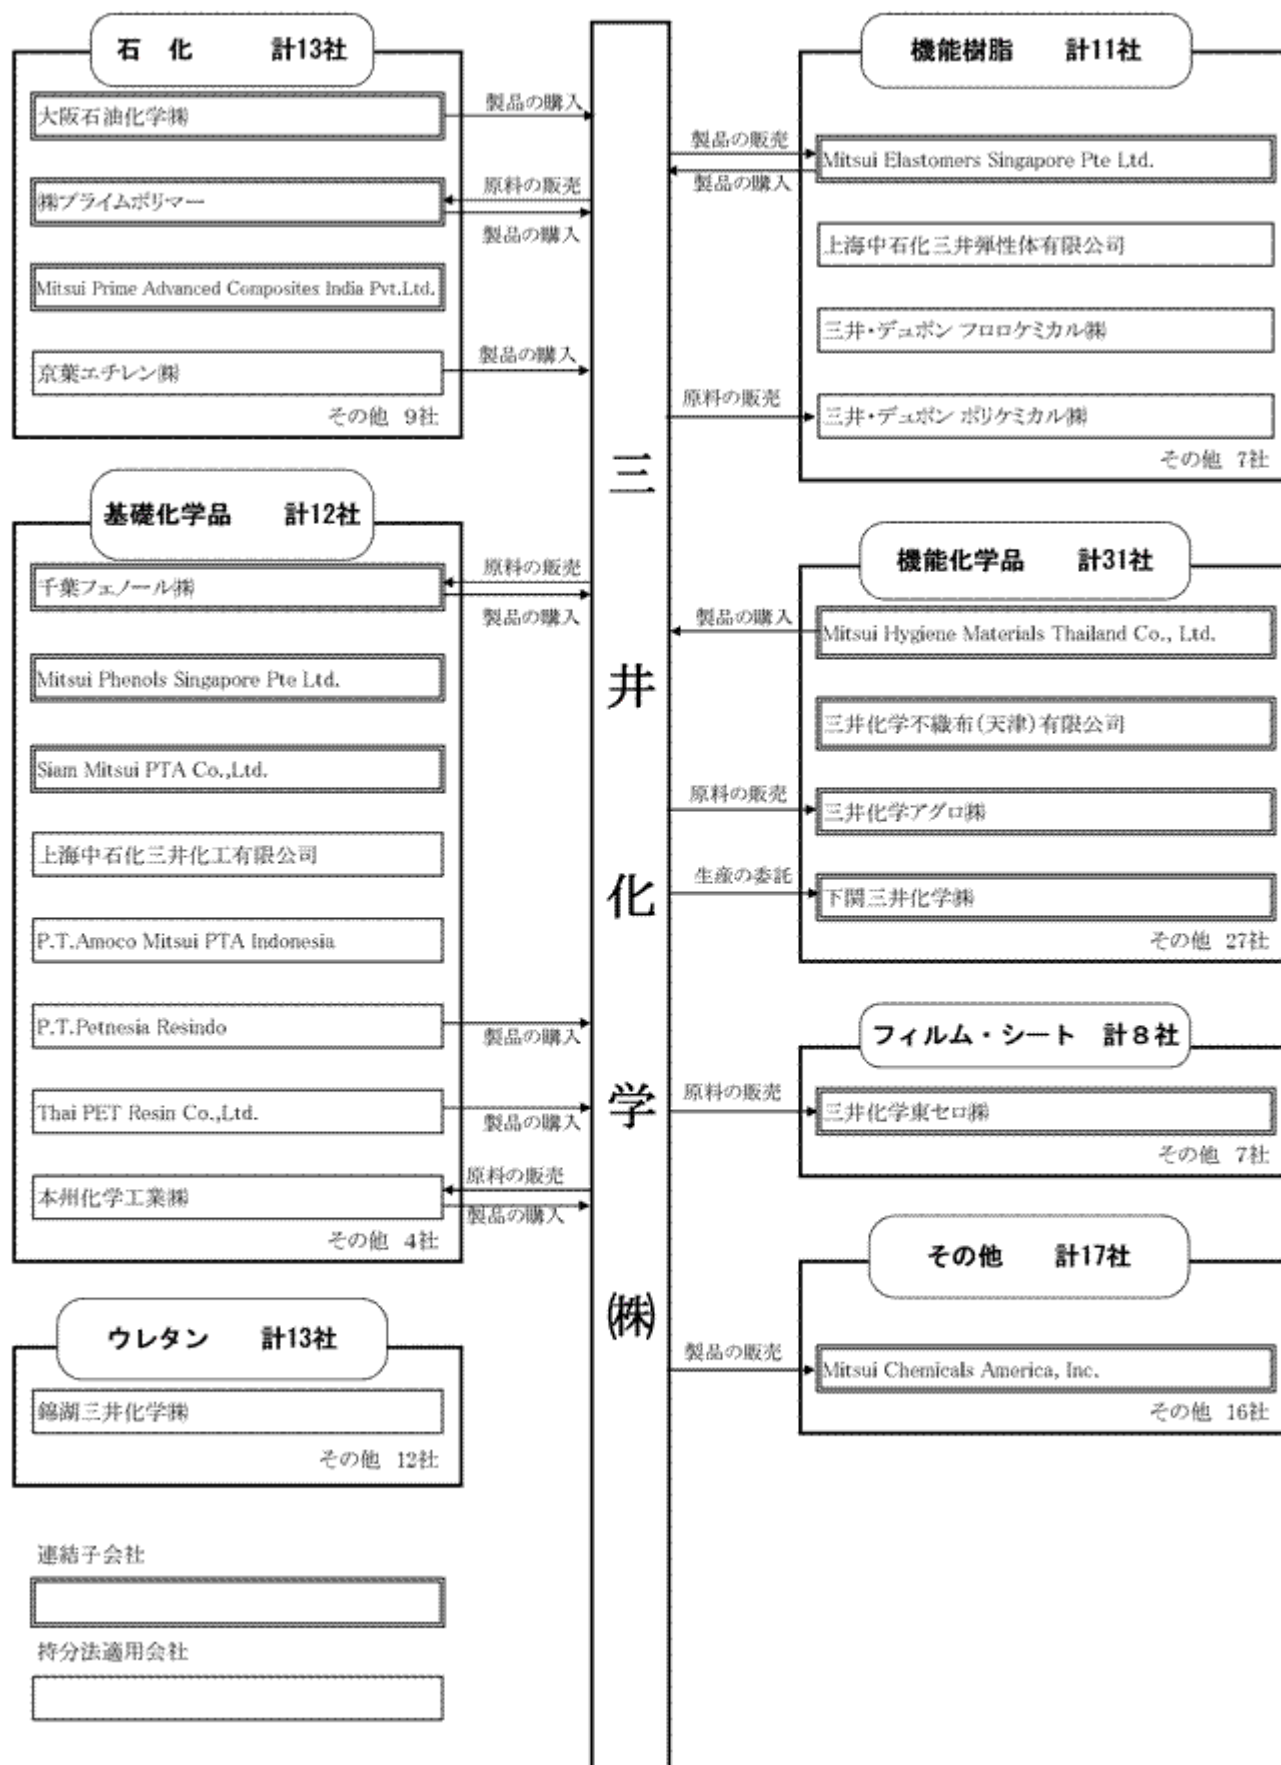 石 化 計13社
大阪石油化学㈱
製品の購入
㈱プライムポリマー
原料の販売
製品の購入
Mitsui Prime Advanced Composites India Pvt.Ltd.
京葉エチレン㈱
製品の購入
その他 9社
基礎化学品 計12社
千葉フェノール㈱
原料の販売
製品の購入
Mitsui Phenols Singapore Pte Ltd.
Siam Mitsui PTA Co.,Ltd.
上海中石化三井化工有限公司
P.T.Amoco Mitsui PTA Indonesia
P.T.Petnesia Resindo
製品の購入
Thai PET Resin Co.,Ltd.
製品の購入
本州化学工業㈱
原料の販売
製品の購入
その他 4社
ウレタン 計13社
錦湖三井化学㈱
その他 12社
連結子会社
持分法適用会社
三井化学㈱
機能樹脂 計11社
製品の販売
Mitsui Elastomers Singapore Pte Ltd.
製品の購入
上海中石化三井弾性体有限公司
三井・デュポン フロロケミカル㈱
原料の販売
三井・デュポン ポリケミカル㈱
その他 7社
機能化学品 計31社
製品の購入
Mitsui Hygiene Materials Thailand Co., Ltd.
三井化学不織布(天津)有限公司
原料の販売
三井化学アグロ㈱
生産の委託
下関三井化学㈱
その他 27社
フィルム・シート 計8社
原料の販売
三井化学東セロ㈱
その他 7社
その他 計17社
製品の販売
Mitsui Chemicals America, Inc.
その他 16社